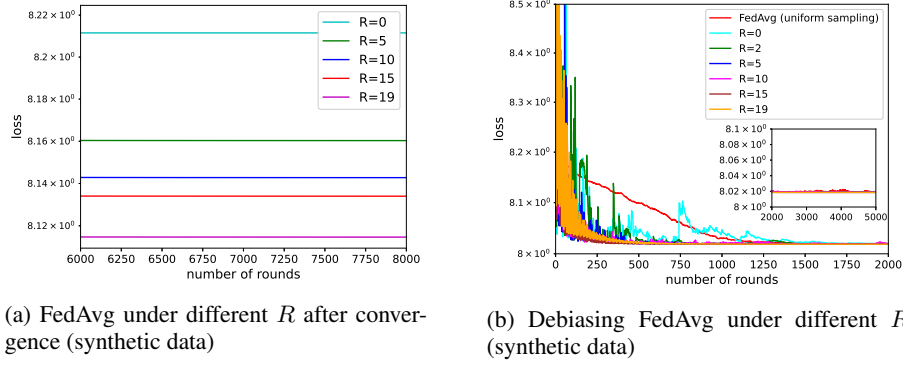 8.22 × 10⁰
8.2 × 10⁰
8.18 × 10⁰
8.16 × 10⁰
8.14 × 10⁰
8.12 × 10⁰
loss
6000 6250 6500 6750 7000 7250 7500 7750 8000
number of rounds
R=0
R=5
R=10
R=15
R=19
(a) FedAvg under different R after conver-
gence (synthetic data)
8.5 × 10⁰
8.4 × 10⁰
8.3 × 10⁰
8.2 × 10⁰
8.1 × 10⁰
8 × 10⁰
loss
0 250 500 750 1000 1250 1500 1750 2000
number of rounds
FedAvg (uniform sampling)
R=0
R=2
R=5
R=10
R=15
R=19
8.1 × 10⁰
8.08 × 10⁰
8.06 × 10⁰
8.04 × 10⁰
8.02 × 10⁰
8 × 10⁰
2000 3000 4000 5000
(b) Debiasing FedAvg under different R
(synthetic data)